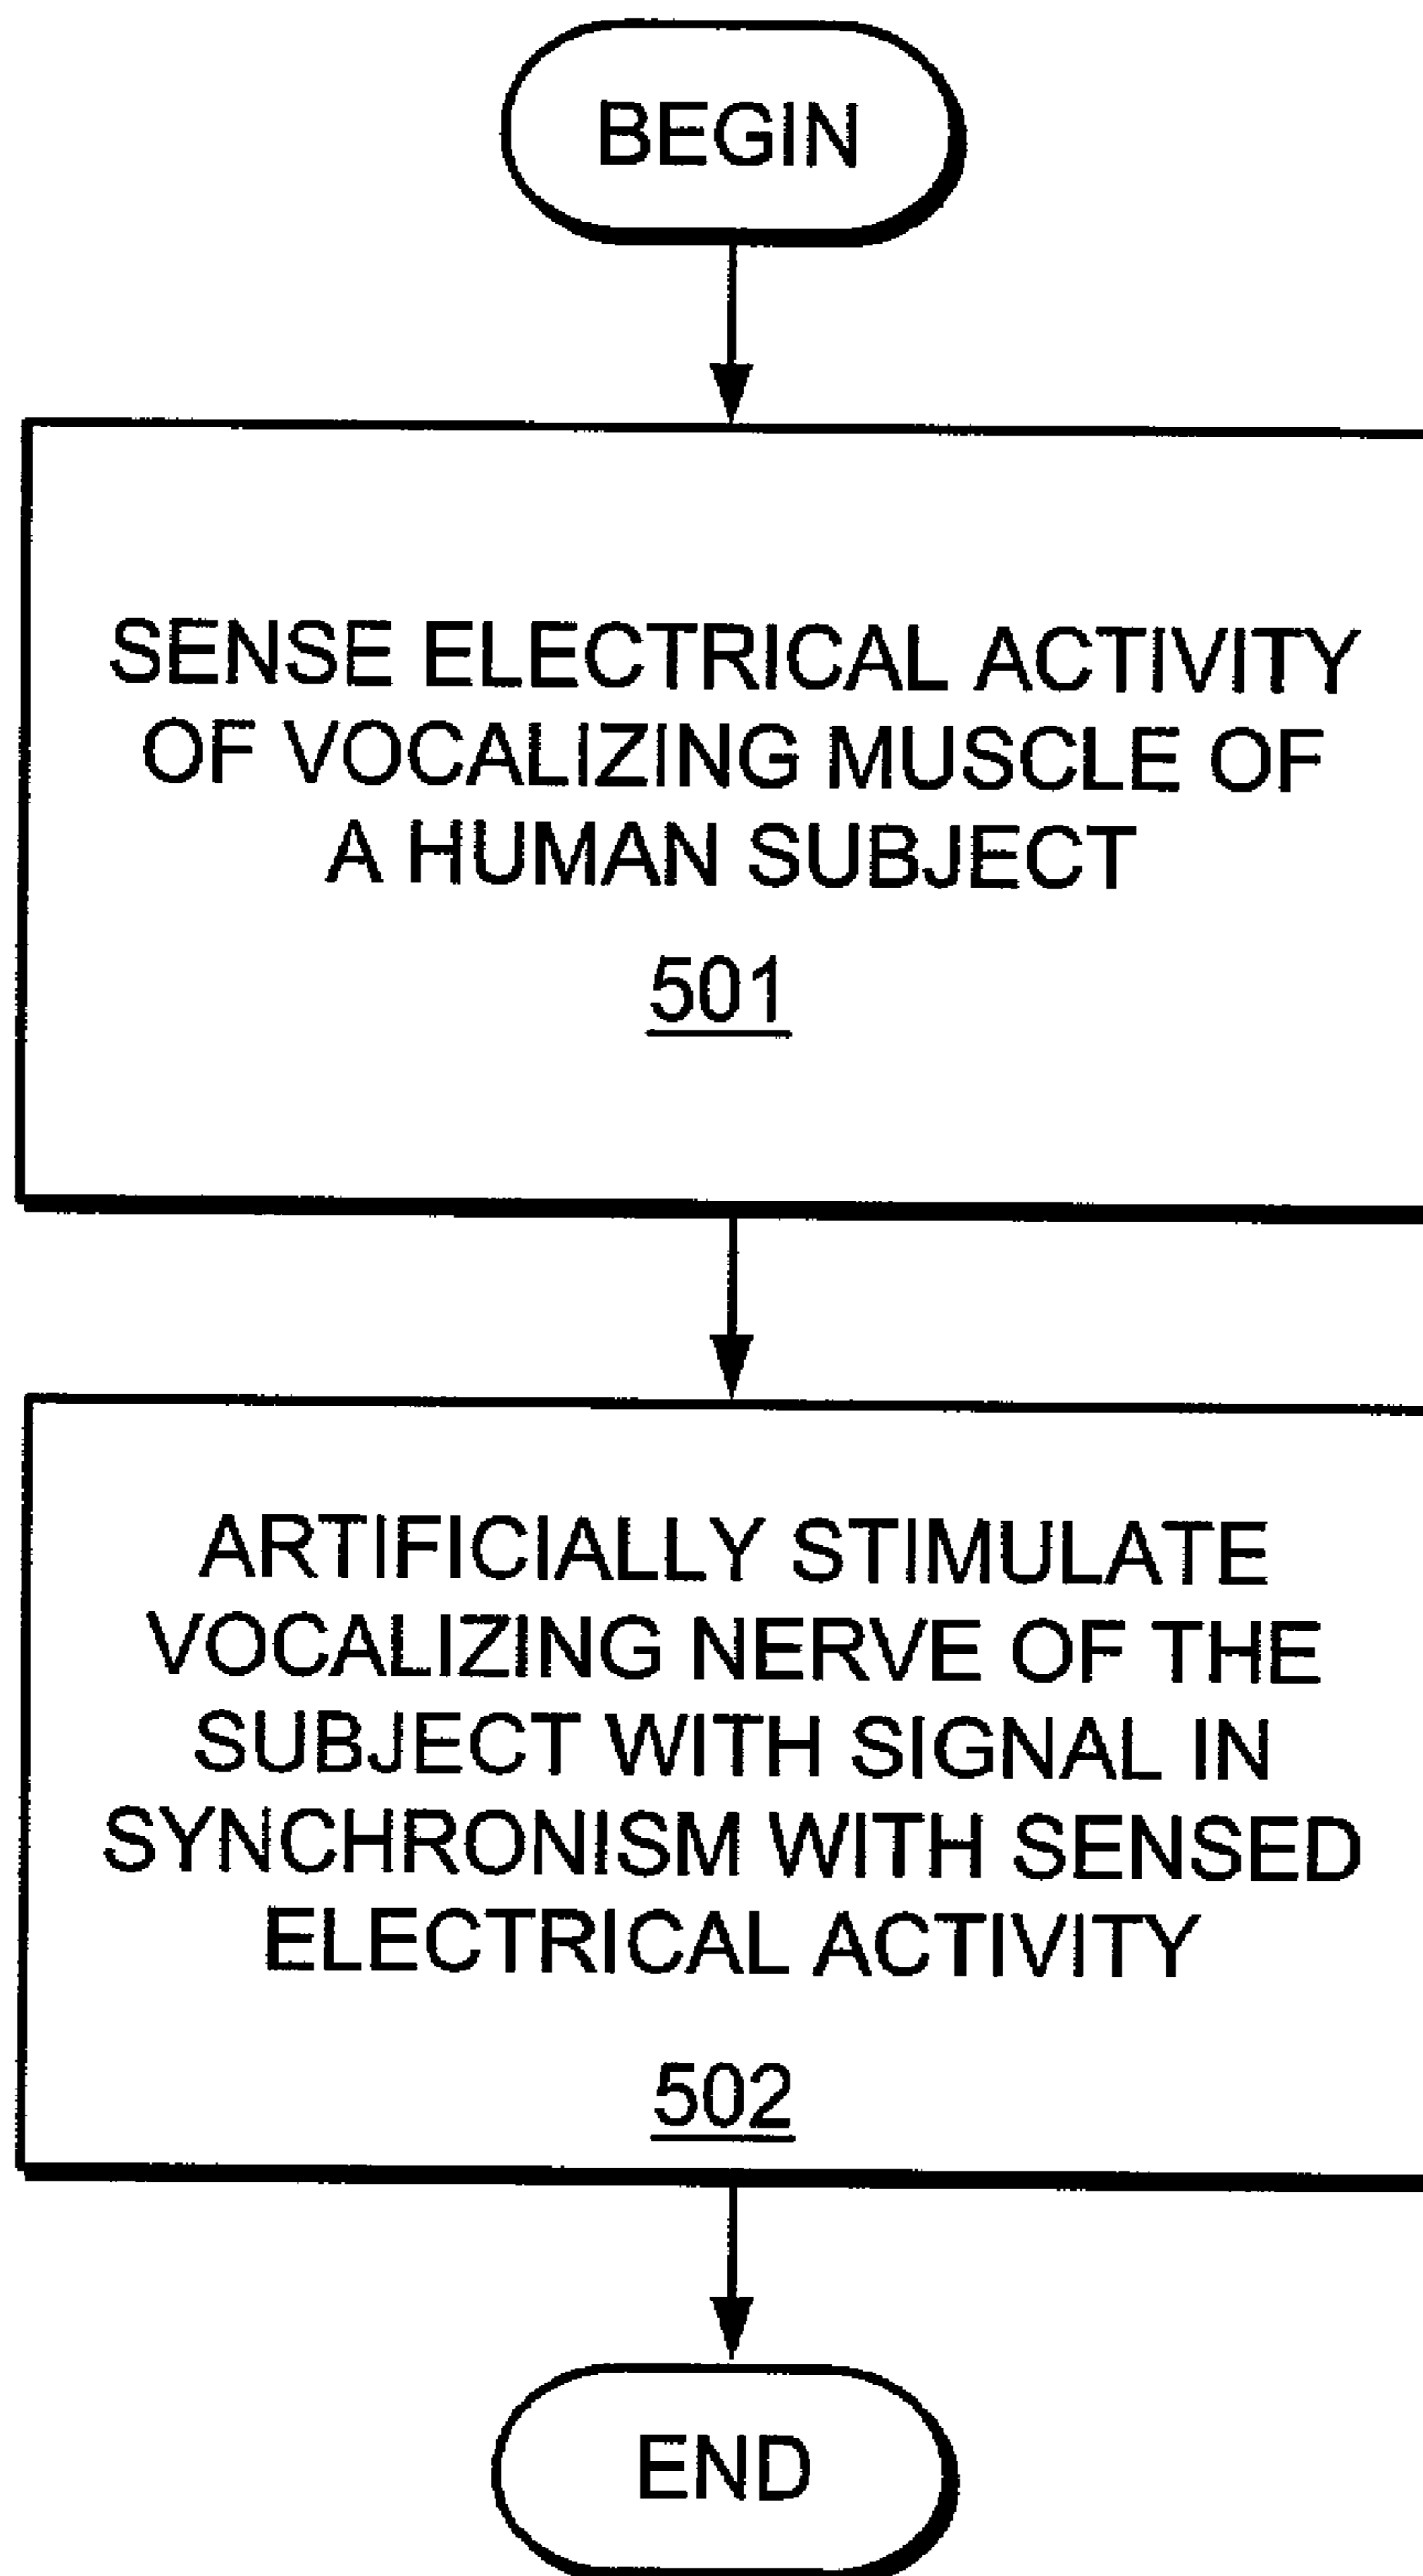 BEGIN
SENSE ELECTRICAL ACTIVITY
OF VOCALIZING MUSCLE OF
A HUMAN SUBJECT
501
ARTIFICIALLY STIMULATE
VOCALIZING NERVE OF THE
SUBJECT WITH SIGNAL IN
SYNCHRONISM WITH SENSED
ELECTRICAL ACTIVITY
502
END